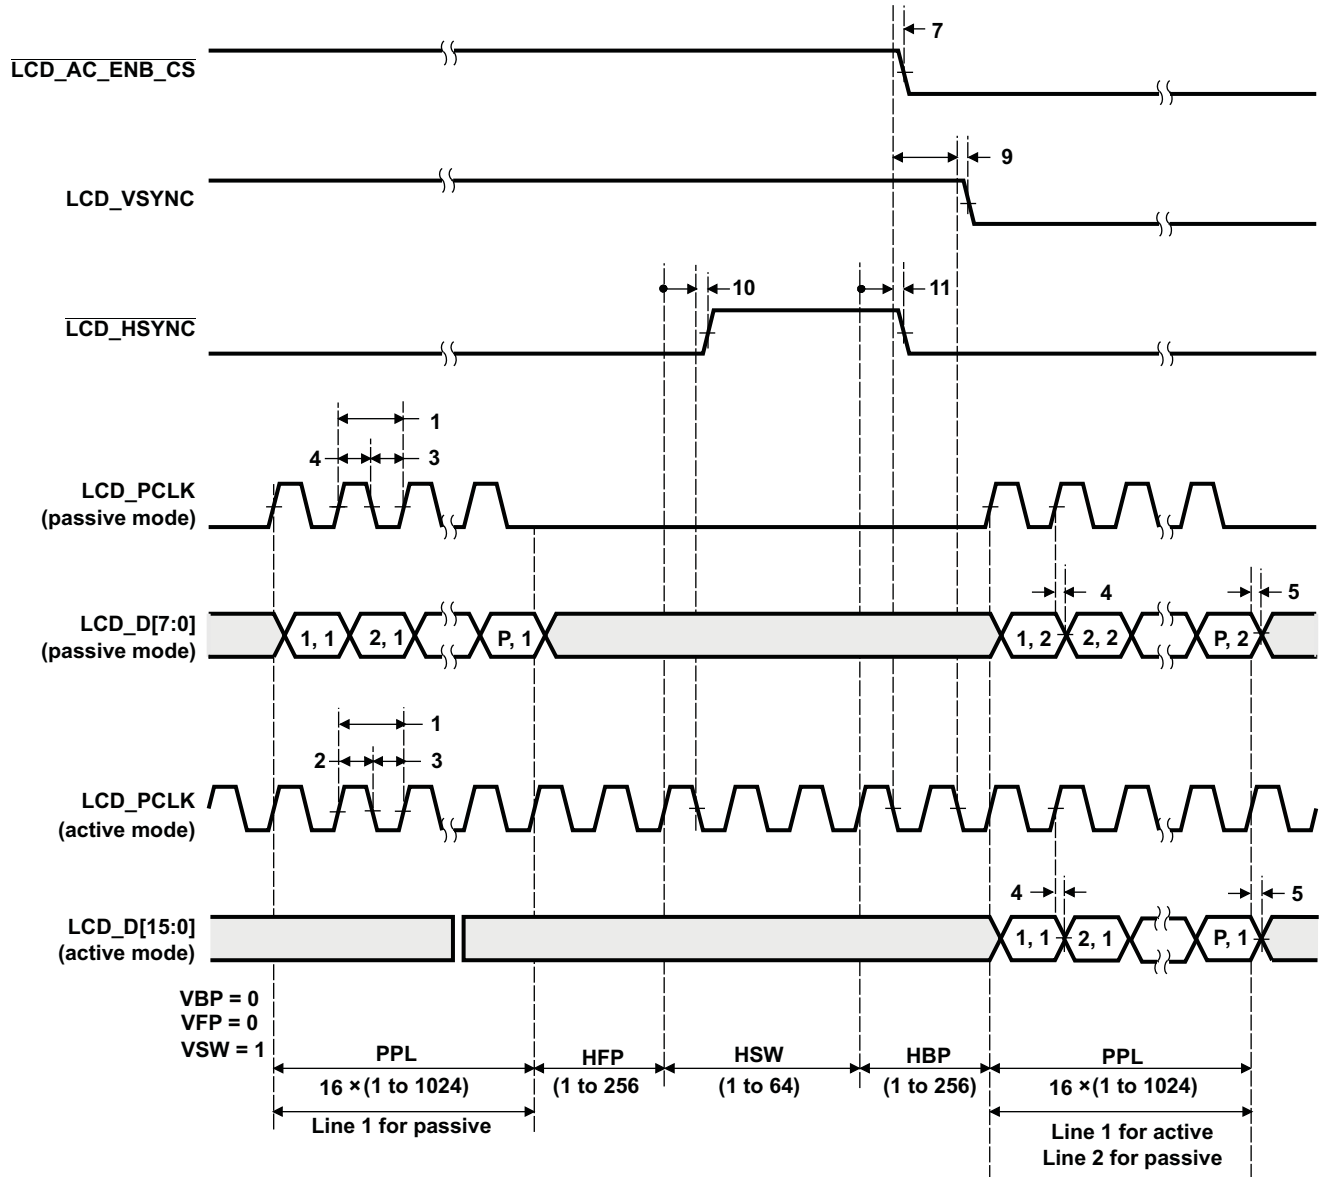 7
LCD_AC_ENB_CS
9
LCD_VSYNC
10
11
LCD_HSYNC
1
4
3
LCD_PCLK
(passive mode)
4
5
LCD_D[7:0]
(passive mode)
1, 1
2, 1
P, 1
1, 2
2, 2
P, 2
1
2
3
LCD_PCLK
(active mode)
4
5
LCD_D[15:0]
(active mode)
1, 1
2, 1
P, 1
VBP = 0
VFP = 0
VSW = 1
PPL
16 ×(1 to 1024)
HFP
(1 to 256
HSW
(1 to 64)
HBP
(1 to 256)
PPL
16 ×(1 to 1024)
Line 1 for passive
Line 1 for active
Line 2 for passive